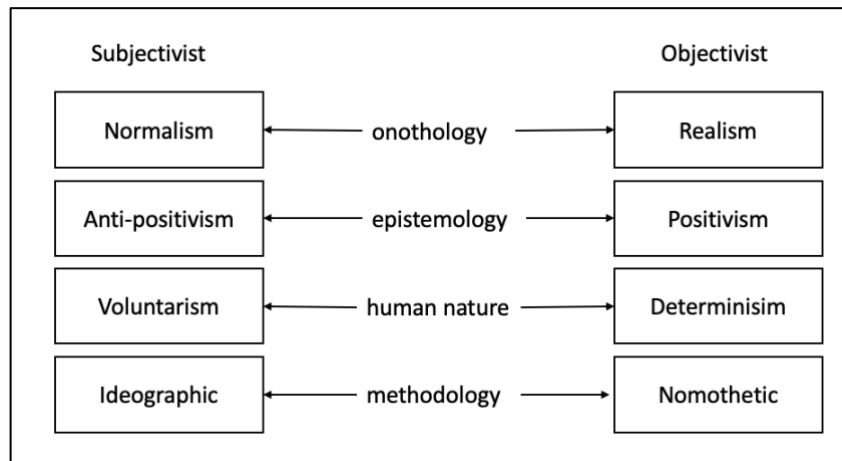 Subjectivist Objectivist
Normalism onothology Realism
Anti-positivism epistemology Positivism
Voluntarism human nature Determinisim
Ideographic methodology Nomothetic